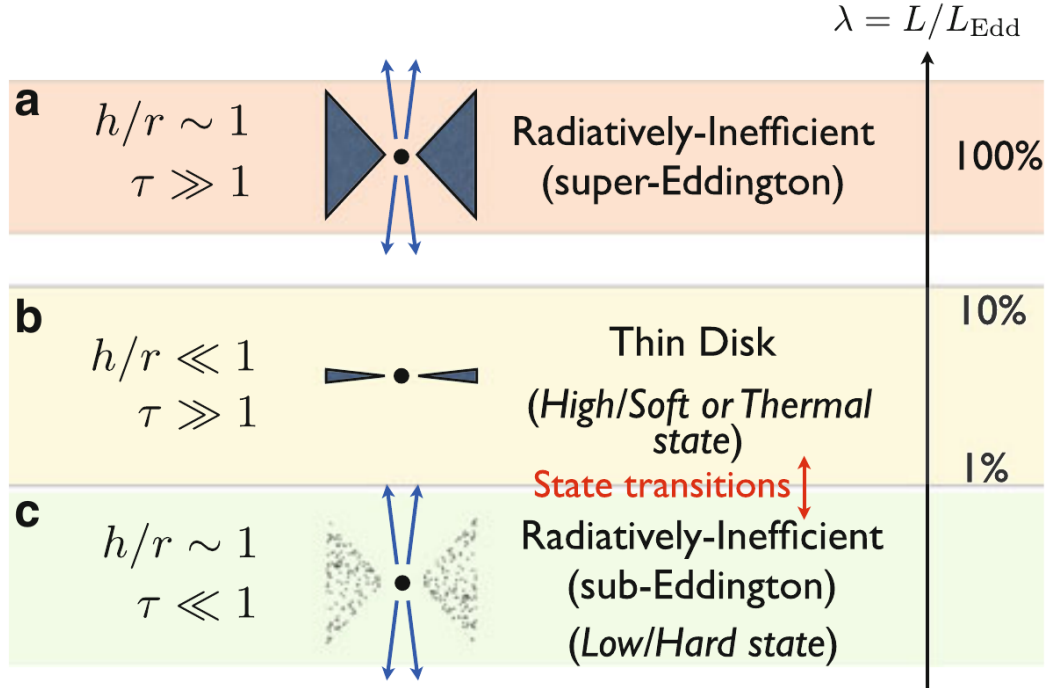 λ = L/L_Edd
a
h/r ∼ 1
τ ≫ 1
Radiatively-Inefficient
(super-Eddington)
100%
b
h/r ≪ 1
τ ≫ 1
Thin Disk
(High/Soft or Thermal
state)
10%
1%
State transitions
c
h/r ∼ 1
τ ≪ 1
Radiatively-Inefficient
(sub-Eddington)
(Low/Hard state)